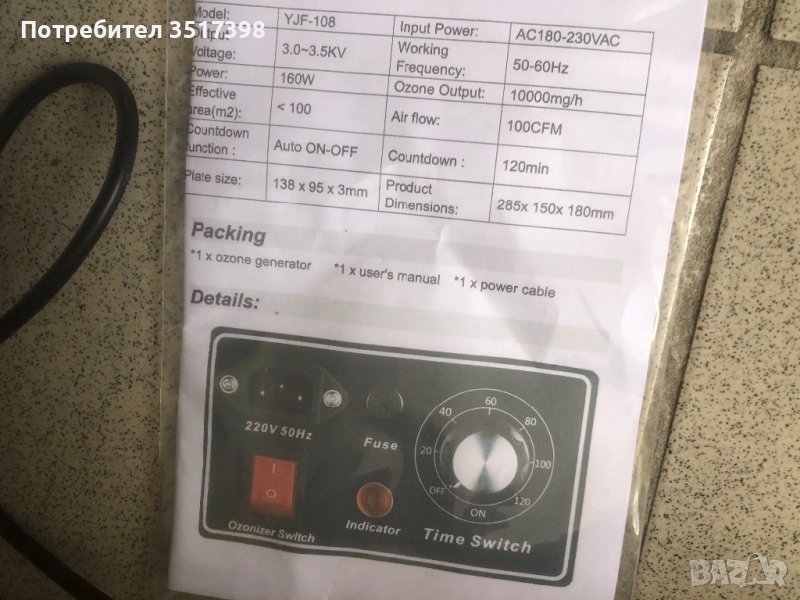 Потребител 3517398
Model: YJF-108 Input Power: AC180-230VAC
Voltage: 3.0~3.5KV Working Frequency: 50-60Hz
Power: 160W Ozone Output: 10000mg/h
Effective area(m2): < 100 Air flow: 100CFM
Countdown function : Auto ON-OFF Countdown : 120min
Plate size: 138 x 95 x 3mm Product Dimensions: 285x 150x 180mm
Packing
*1 x ozone generator *1 x user's manual *1 x power cable
Details:
220V 50Hz
Fuse
OFF 20 40 60 80 100 120 ON
I
O
Ozonizer Switch
Indicator
Time Switch
BAZAR